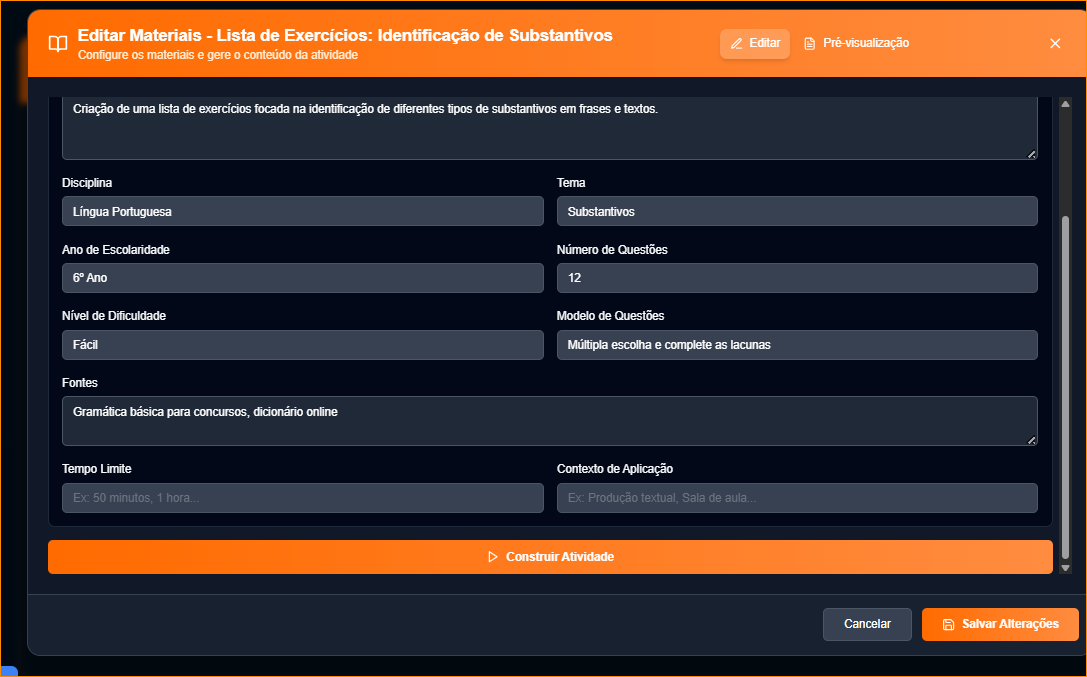 Editar Materiais - Lista de Exercícios: Identificação de Substantivos
Configure os materiais e gere o conteúdo da atividade
Editar
Pré-visualização
Criação de uma lista de exercícios focada na identificação de diferentes tipos de substantivos em frases e textos.
Disciplina
Tema
Língua Portuguesa
Substantivos
Ano de Escolaridade
Número de Questões
6º Ano
12
Nível de Dificuldade
Modelo de Questões
Fácil
Múltipla escolha e complete as lacunas
Fontes
Gramática básica para concursos, dicionário online
Tempo Limite
Contexto de Aplicação
Ex: 50 minutos, 1 hora...
Ex: Produção textual, Sala de aula...
Construir Atividade
Cancelar
Salvar Alterações